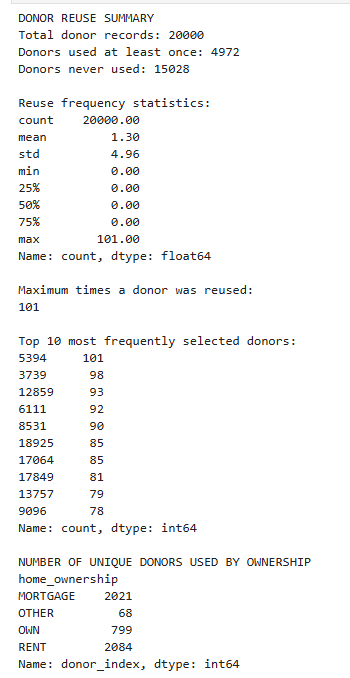 DONOR REUSE SUMMARY
Total donor records: 20000
Donors used at least once: 4972
Donors never used: 15028
Reuse frequency statistics:
count    20000.00
mean         1.30
std          4.96
min          0.00
25%          0.00
50%          0.00
75%          0.00
max        101.00
Name: count, dtype: float64
Maximum times a donor was reused:
101
Top 10 most frequently selected donors:
5394     101
3739      98
12859     93
6111      92
8531      90
18925     85
17064     85
17849     81
13757     79
9096      78
Name: count, dtype: int64
NUMBER OF UNIQUE DONORS USED BY OWNERSHIP
home_ownership
MORTGAGE    2021
OTHER         68
OWN          799
RENT        2084
Name: donor_index, dtype: int64